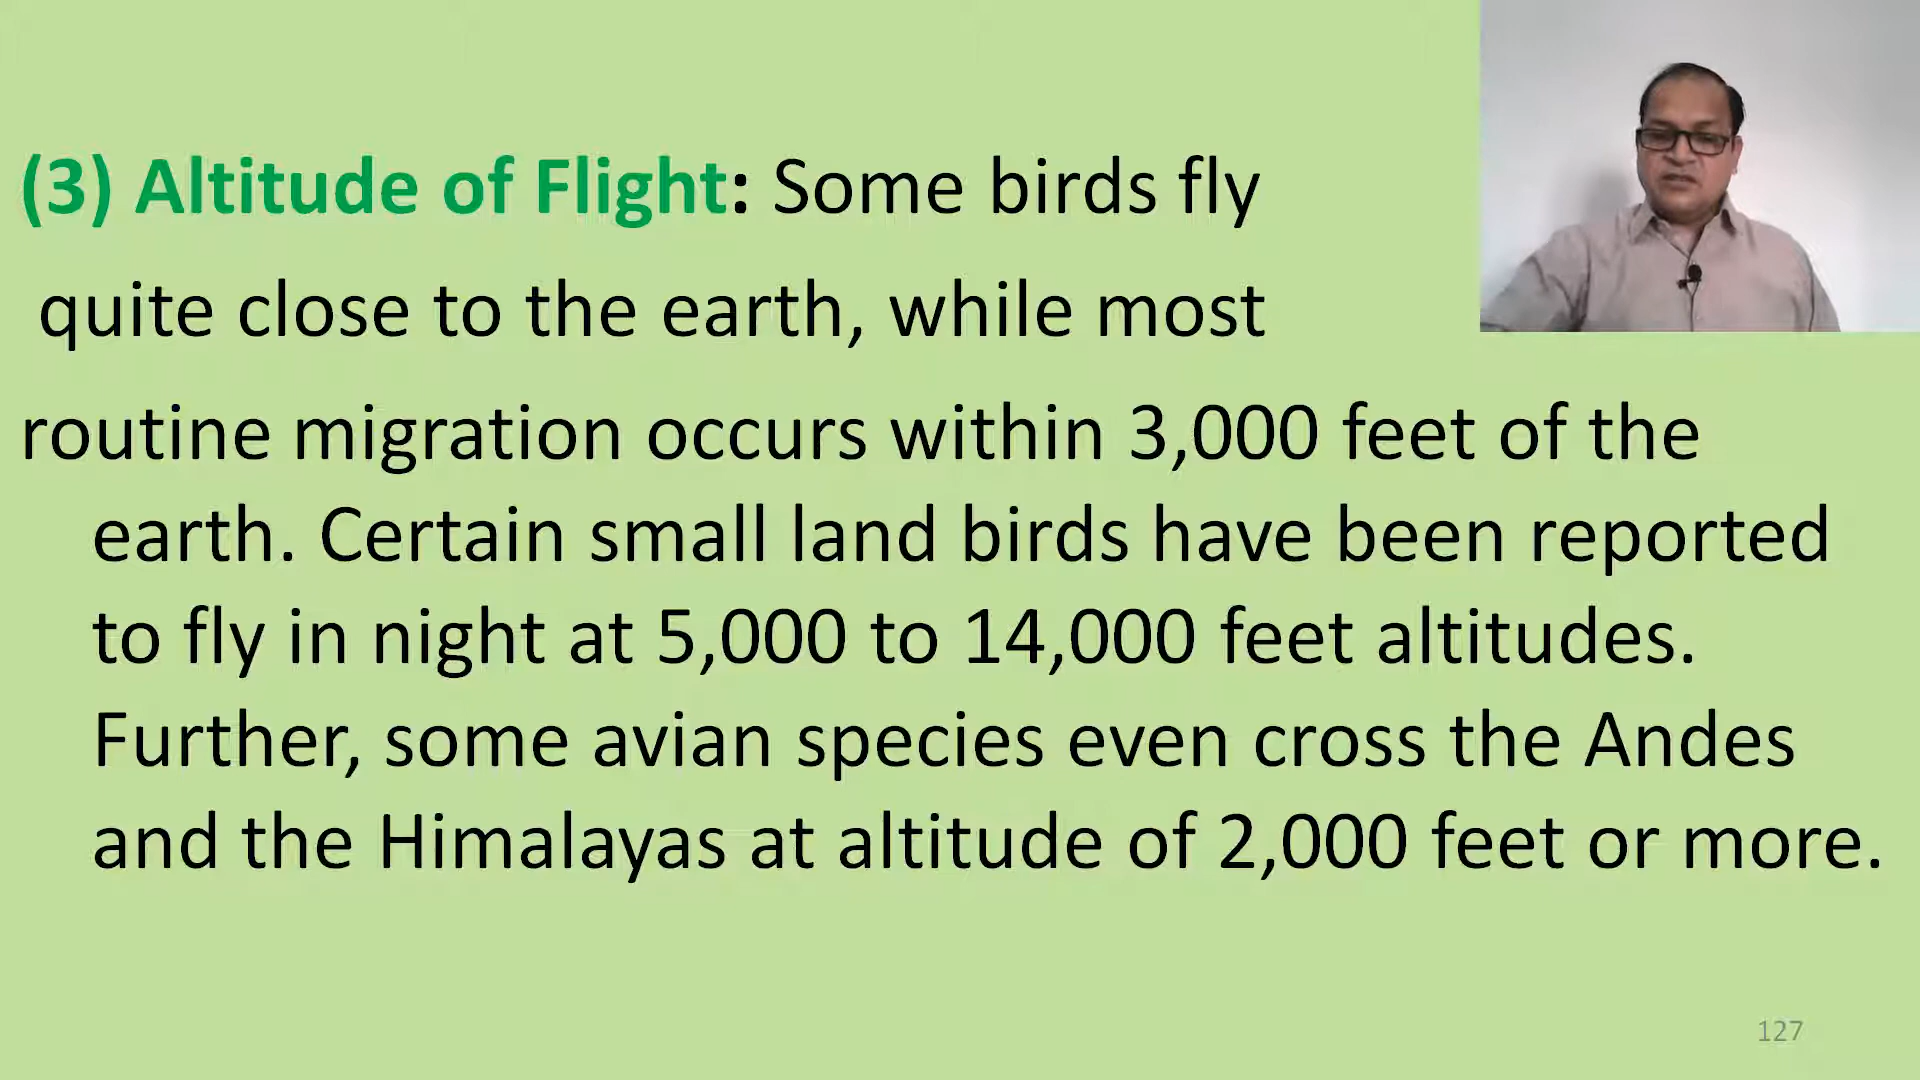 (3) Altitude of Flight: Some birds fly
quite close to the earth, while most
routine migration occurs within 3,000 feet of the
earth. Certain small land birds have been reported
to fly in night at 5,000 to 14,000 feet altitudes.
Further, some avian species even cross the Andes
and the Himalayas at altitude of 2,000 feet or more.
127